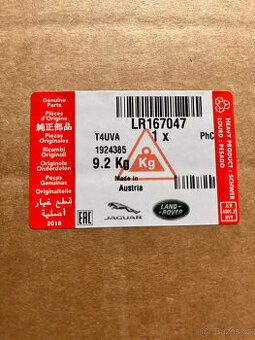 Genuine
Parts
Pièces
d'Origine
純正部品
Piezas
Originales
Ricambi
Originali
Originele
Onderdelen
Peças
Genuinas
Originalteile
قطع غيار
أصلية
2018
LR167047
T4UVA
1 x
PhC
1924385
9.2 Kg
Kg
Made in
Austria
EAC
JAGUAR
LAND-
ROVER
HEAVY PRODUCT : SCHWER
LOURD : PESADO
JLR